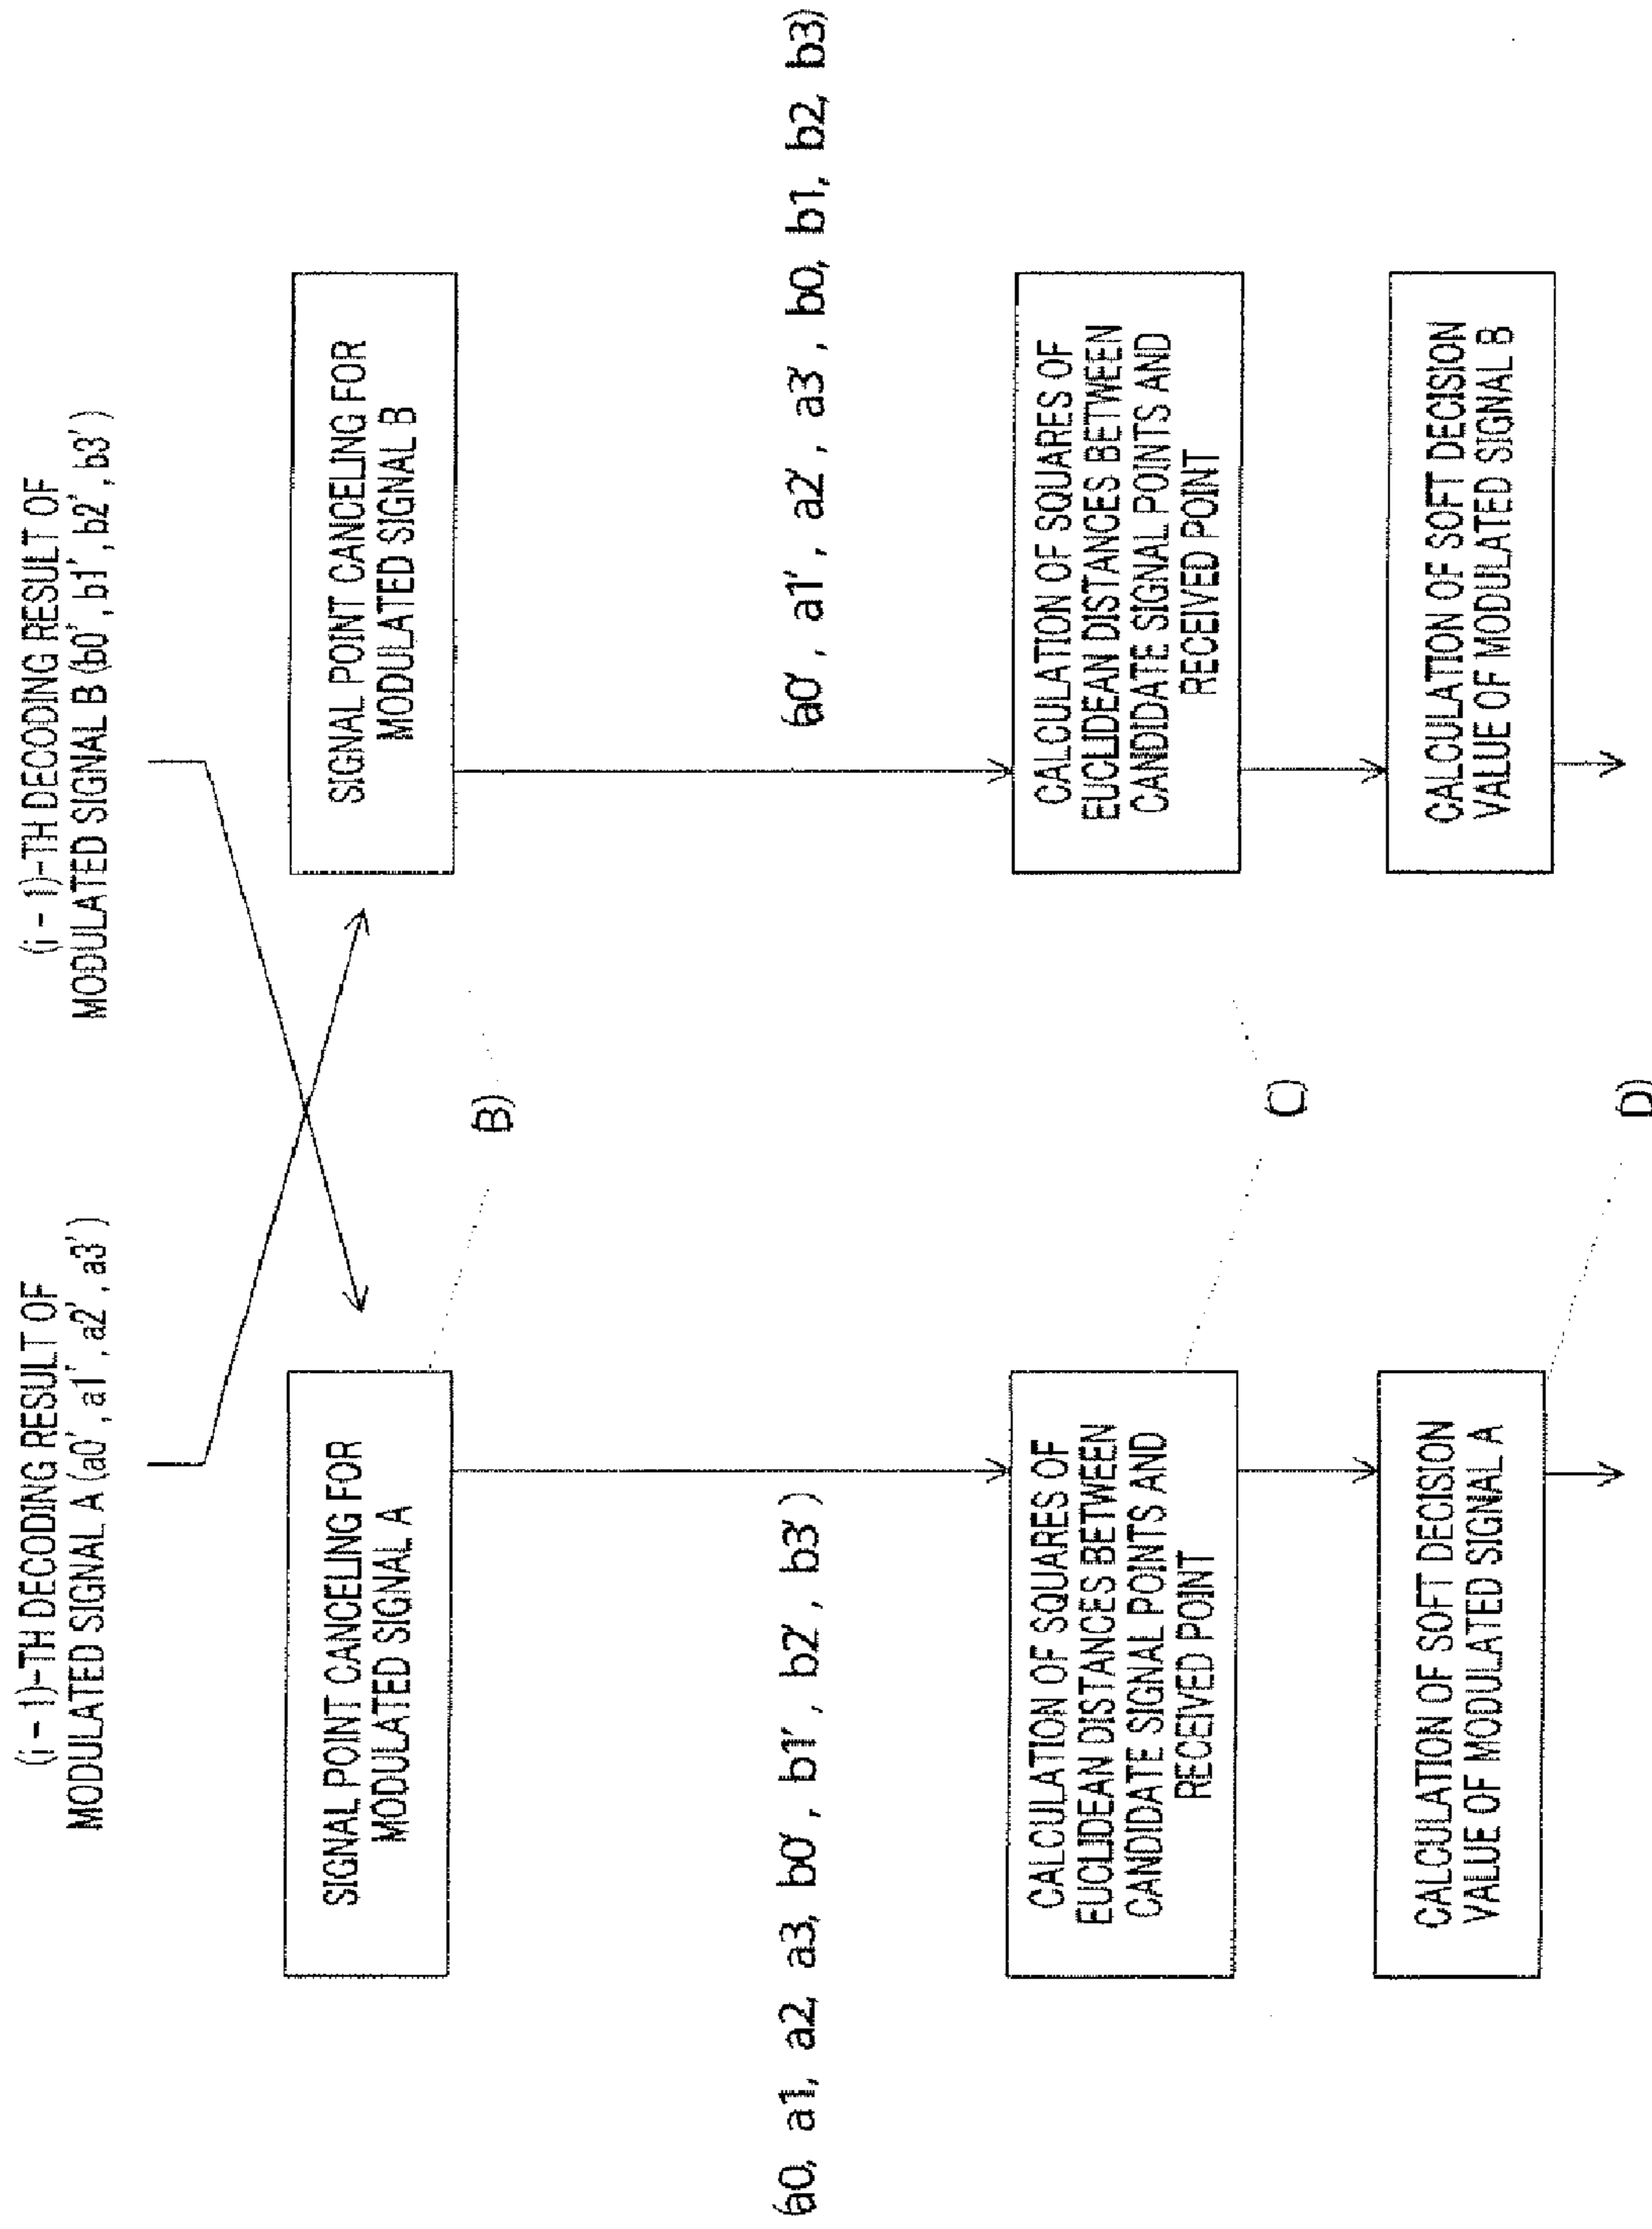 (i - 1)-TH DECODING RESULT OF
MODULATED SIGNAL A (a0′, a1′, a2′, a3′)
(i - 1)-TH DECODING RESULT OF
MODULATED SIGNAL B (b0′, b1′, b2′, b3′)
SIGNAL POINT CANCELING FOR
MODULATED SIGNAL A
SIGNAL POINT CANCELING FOR
MODULATED SIGNAL B
B)
(a0, a1, a2, a3, b0′, b1′, b2′, b3′)
(a0′, a1′, a2′, a3′, b0, b1, b2, b3)
CALCULATION OF SQUARES OF
EUCLIDEAN DISTANCES BETWEEN
CANDIDATE SIGNAL POINTS AND
RECEIVED POINT
CALCULATION OF SQUARES OF
EUCLIDEAN DISTANCES BETWEEN
CANDIDATE SIGNAL POINTS AND
RECEIVED POINT
C)
CALCULATION OF SOFT DECISION
VALUE OF MODULATED SIGNAL A
CALCULATION OF SOFT DECISION
VALUE OF MODULATED SIGNAL B
D)